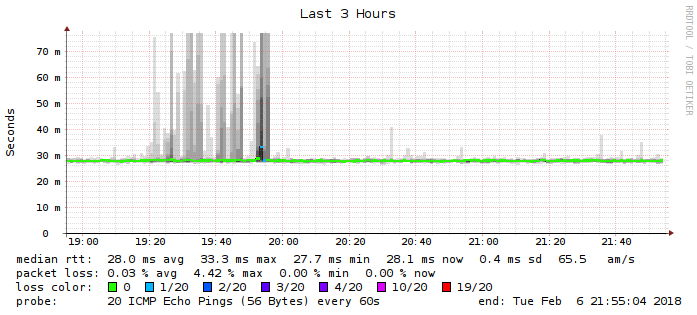 Last 3 Hours
RRDTOOL / TOBI OETIKER
Seconds
70 m
60 m
50 m
40 m
30 m
20 m
10 m
0
19:00 19:20 19:40 20:00 20:20 20:40 21:00 21:20 21:40
median rtt: 28.0 ms avg 33.3 ms max 27.7 ms min 28.1 ms now 0.4 ms sd 65.5 am/s
packet loss: 0.03 % avg 4.42 % max 0.00 % min 0.00 % now
loss color: 0 1/20 2/20 3/20 4/20 10/20 19/20
probe: 20 ICMP Echo Pings (56 Bytes) every 60s end: Tue Feb 6 21:55:04 2018